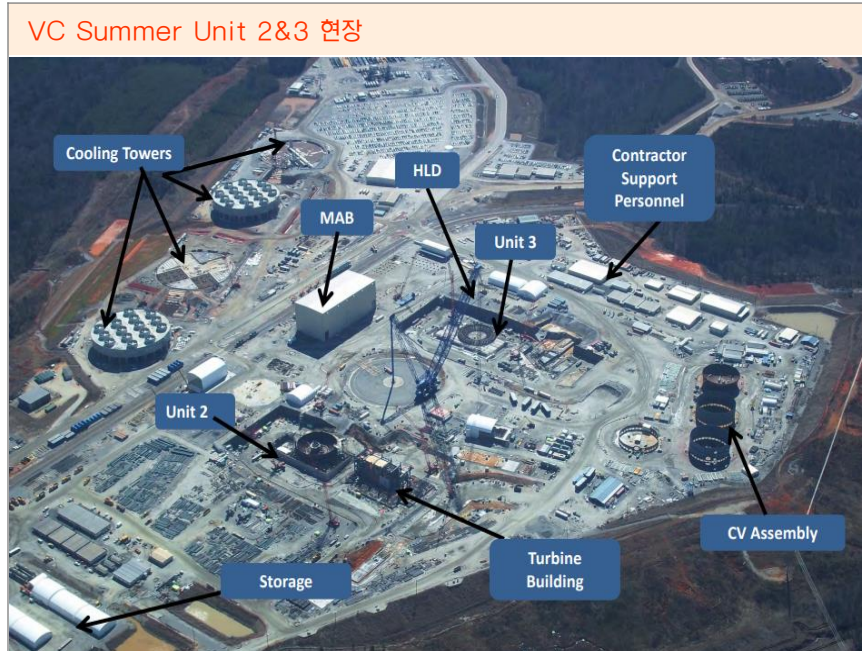 VC Summer Unit 2&3 현장
Cooling Towers
HLD
Contractor
Support
Personnel
MAB
Unit 3
Unit 2
CV Assembly
Turbine
Building
Storage